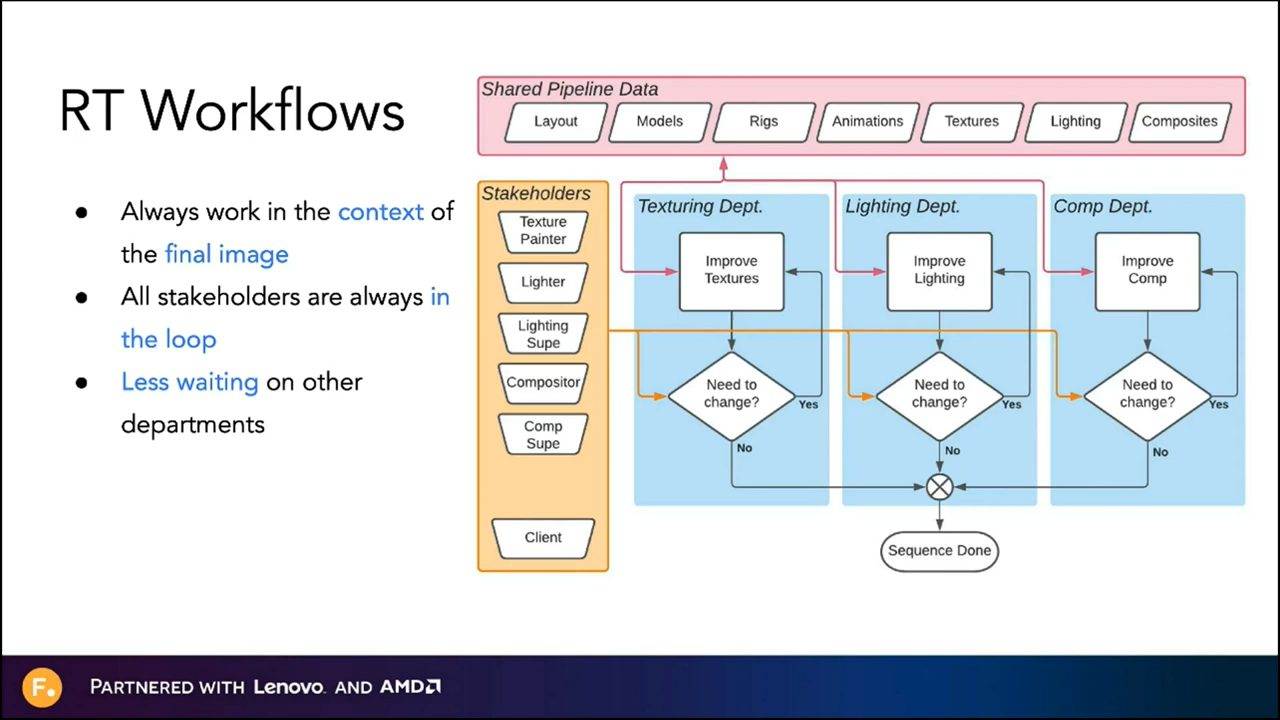 RT Workflows
● Always work in the context of
the final image
● All stakeholders are always in
the loop
● Less waiting on other
departments
Shared Pipeline Data
Layout
Models
Rigs
Animations
Textures
Lighting
Composites
Stakeholders
Texture
Painter
Lighter
Lighting
Supe
Compositor
Comp
Supe
Client
Texturing Dept.
Improve
Textures
Need to
change?
Yes
No
Lighting Dept.
Improve
Lighting
Need to
change?
Yes
No
Comp Dept.
Improve
Comp
Need to
change?
Yes
No
Sequence Done
F.
PARTNERED WITH Lenovo. AND AMD